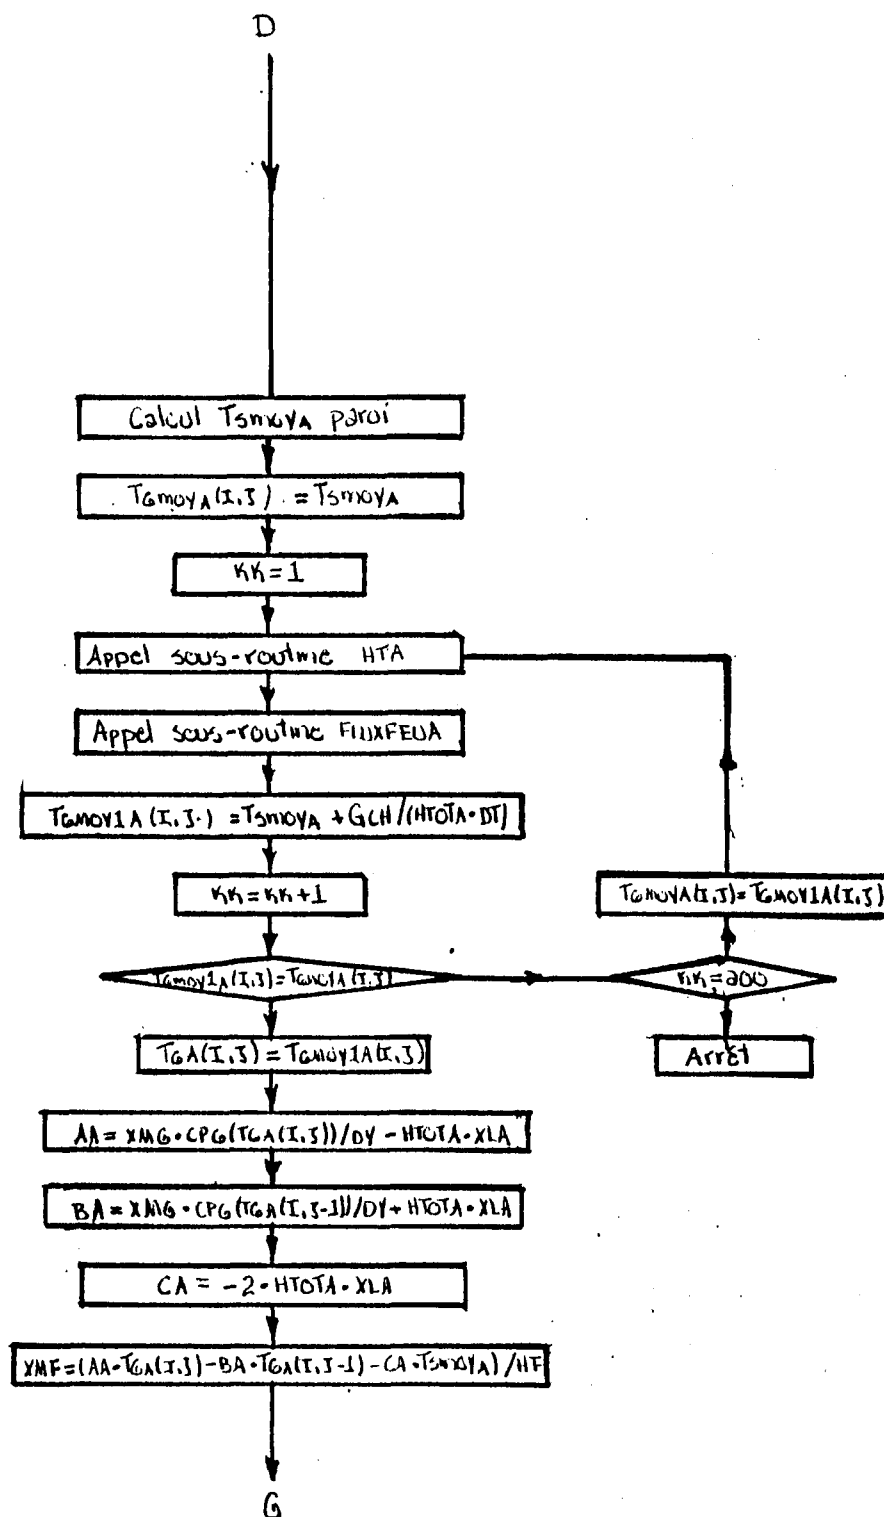 D
Calcul TsmoyA paroi
TGmoyA(I,J) = TsmoyA
KK=1
Appel sous-routine HTA
Appel sous-routine FLUXFEUA
TGmoy1A(I,J) = TsmoyA + GCH/(HTOTA·DT)
KK=KK+1
TGmoyA(I,J)=TGmoy1A(I,J)
TGmoy1A(I,J)=TGmoyA(I,J)
KK=200
TGA(I,J)=TGmoy1A(I,J)
Arrêt
AA=XMG·CPG(TGA(I,J))/DY-HTOTA·XLA
BA=XMG·CPG(TGA(I,J-1))/DY+HTOTA·XLA
CA = -2·HTOTA·XLA
XMF=(AA·TGA(I,J)-BA·TGA(I,J-1)-CA·TsmoyA)/HF
G